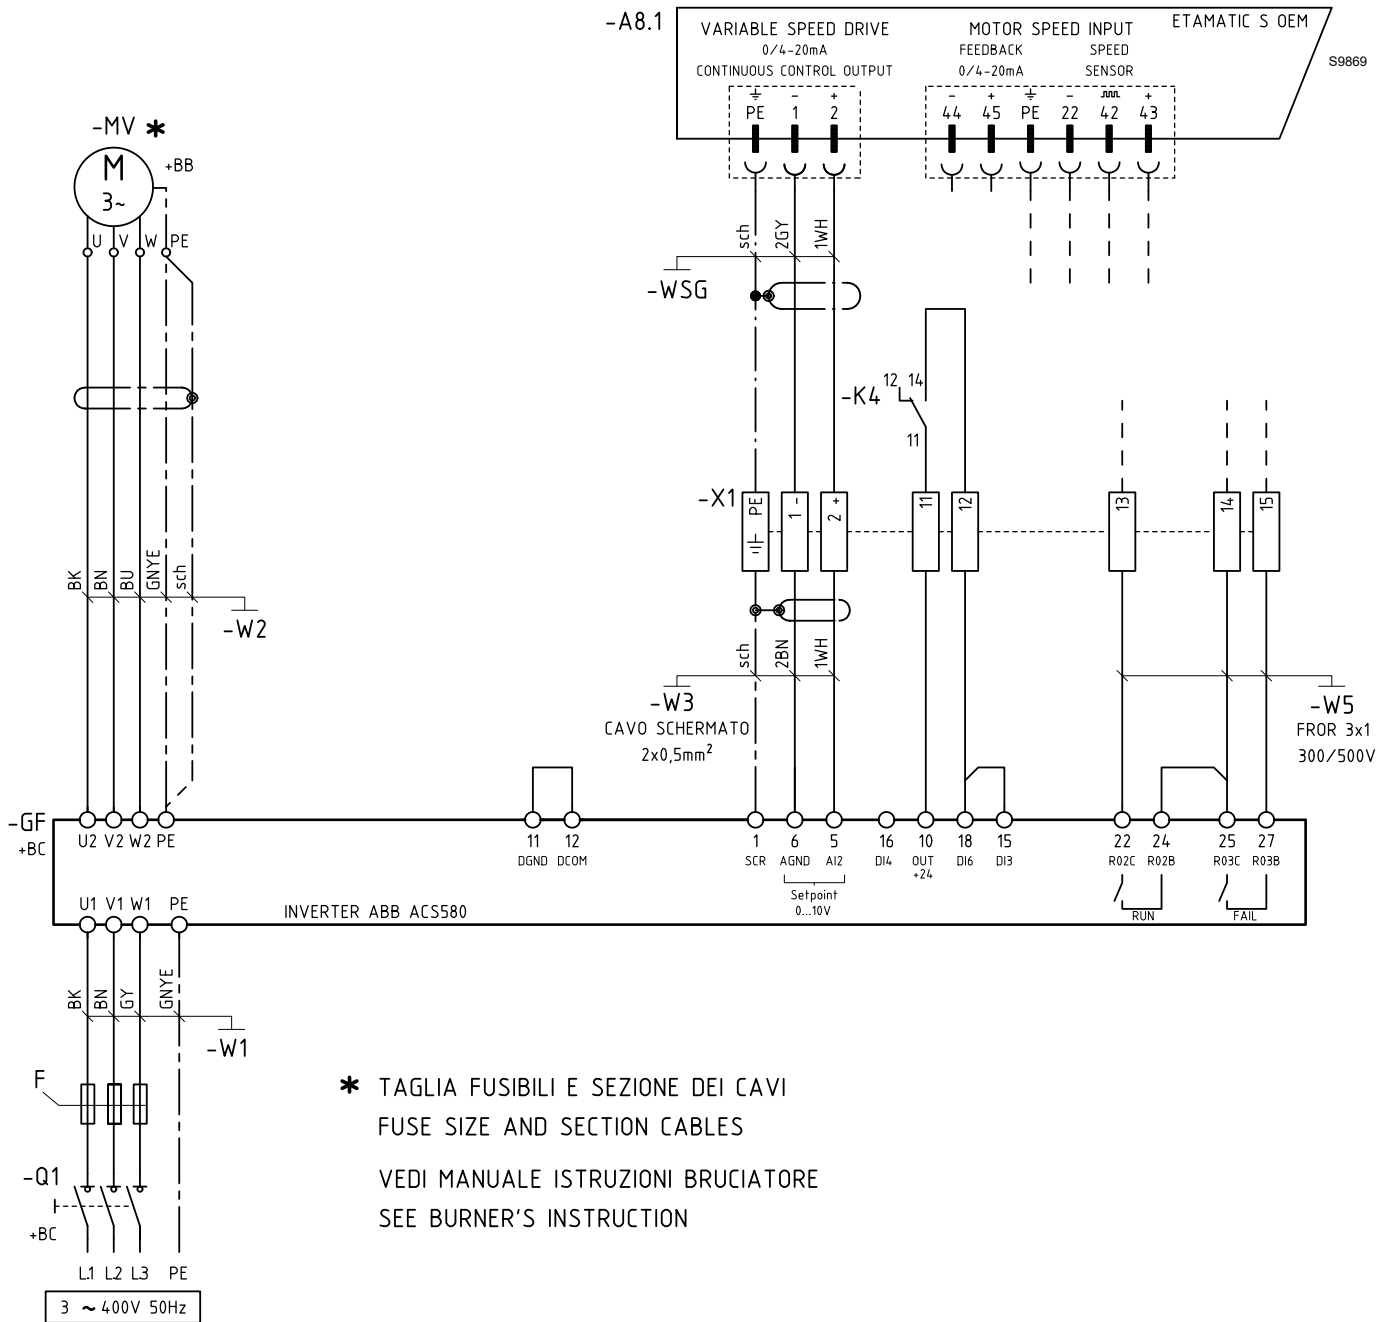 -A8.1
VARIABLE SPEED DRIVE
0/4-20mA
CONTINUOUS CONTROL OUTPUT
MOTOR SPEED INPUT
FEEDBACK
0/4-20mA
SPEED
SENSOR
ETAMATIC S OEM
S9869
- + - + - +
PE 1 2 44 45 PE 22 42 43
-MV *
M
3~
+BB
U V W PE
sch 2GY 1WH
-WSG
12 14
-K4
11
-X1
PE 1 - 2 + 11 12 13 14 15
BK BN BU GNYE sch
-W2
sch 2BN 1WH
-W3
CAVO SCHERMATO
2x0,5mm²
-W5
FROR 3x1
300/500V
-GF
+BC
U2 V2 W2 PE
11 12 1 6 5 16 10 18 15 22 24 25 27
DGND DCOM SCR AGND AI2 DI4 OUT DI6 DI3 R02C R02B R03C R03B
+24
Setpoint
0...10V
RUN FAIL
U1 V1 W1 PE
INVERTER ABB ACS580
BK BN GY GNYE
-W1
F
-Q1
+BC
L1 L2 L3 PE
3 ~ 400V 50Hz
* TAGLIA FUSIBILI E SEZIONE DEI CAVI
FUSE SIZE AND SECTION CABLES
VEDI MANUALE ISTRUZIONI BRUCIATORE
SEE BURNER'S INSTRUCTION